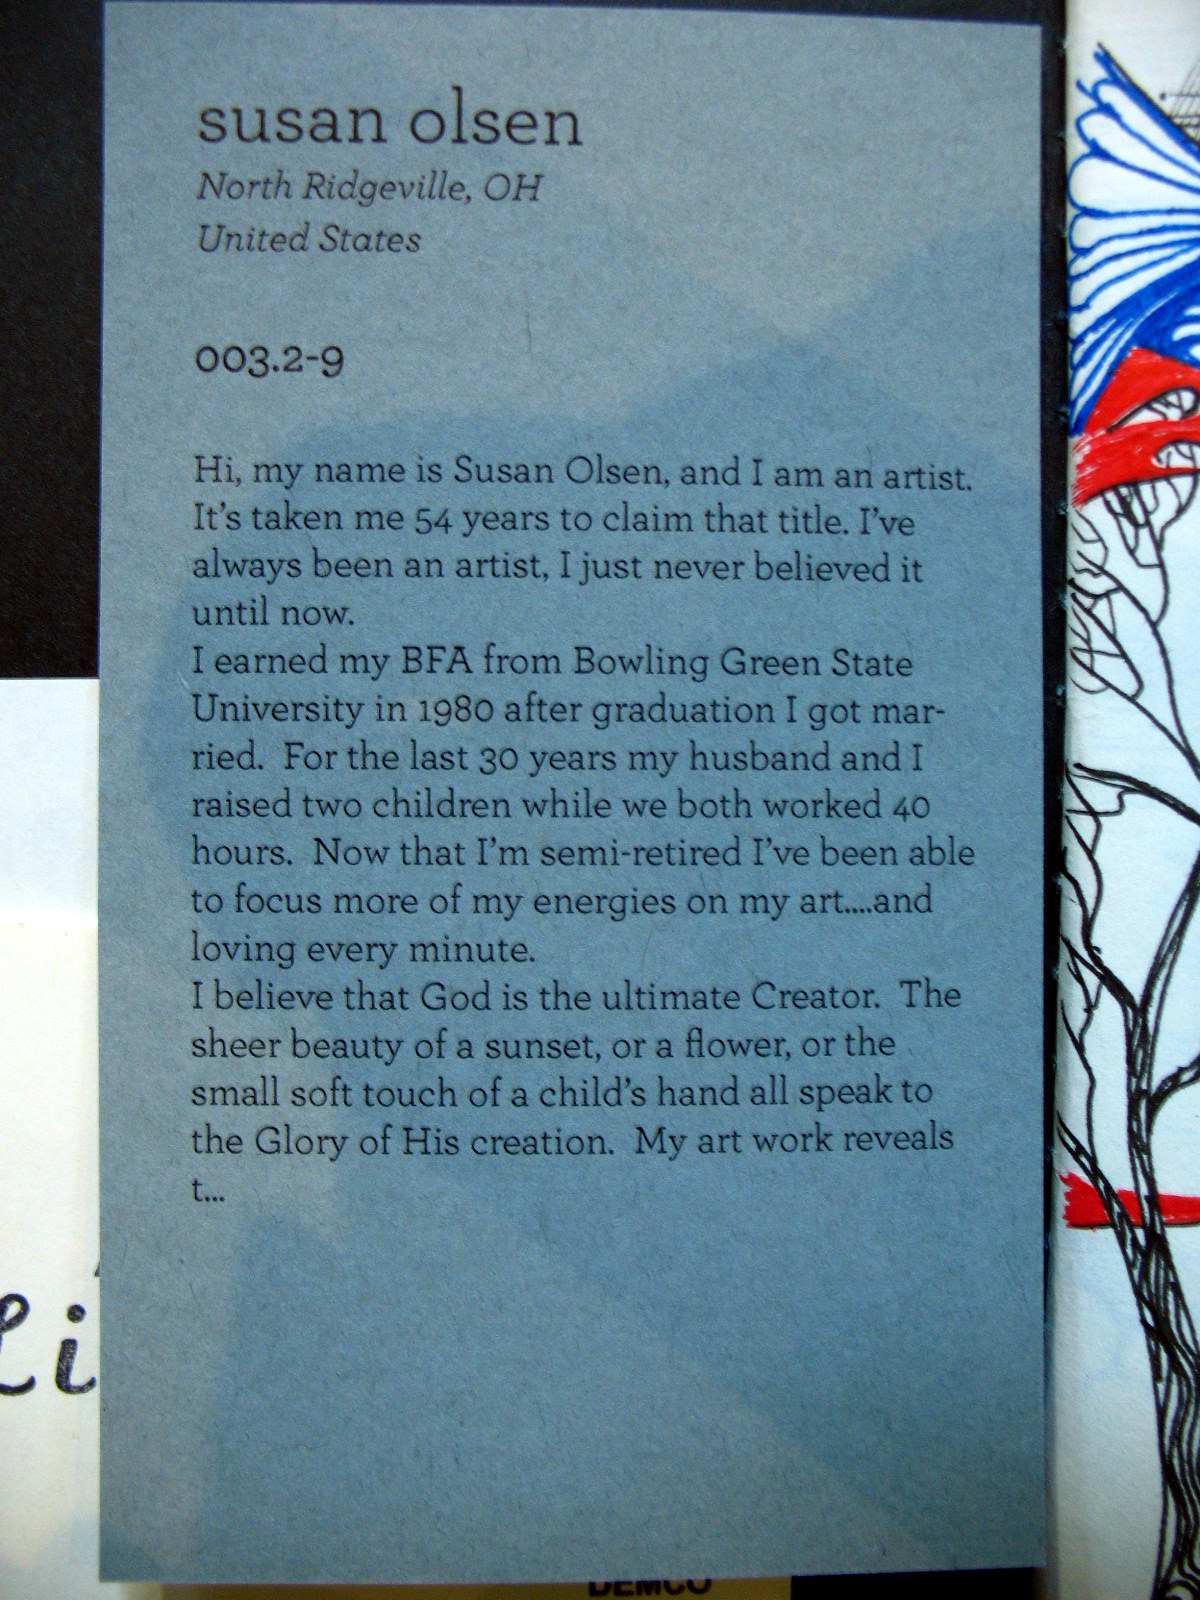 susan olsen
North Ridgeville, OH
United States
003.2-9
Hi, my name is Susan Olsen, and I am an artist.
It's taken me 54 years to claim that title. I've
always been an artist, I just never believed it
until now.
I earned my BFA from Bowling Green State
University in 1980 after graduation I got mar-
ried.  For the last 30 years my husband and I
raised two children while we both worked 40
hours.  Now that I'm semi-retired I've been able
to focus more of my energies on my art....and
loving every minute.
I believe that God is the ultimate Creator.  The
sheer beauty of a sunset, or a flower, or the
small soft touch of a child's hand all speak to
the Glory of His creation.  My art work reveals
t...
Li
DEMCO